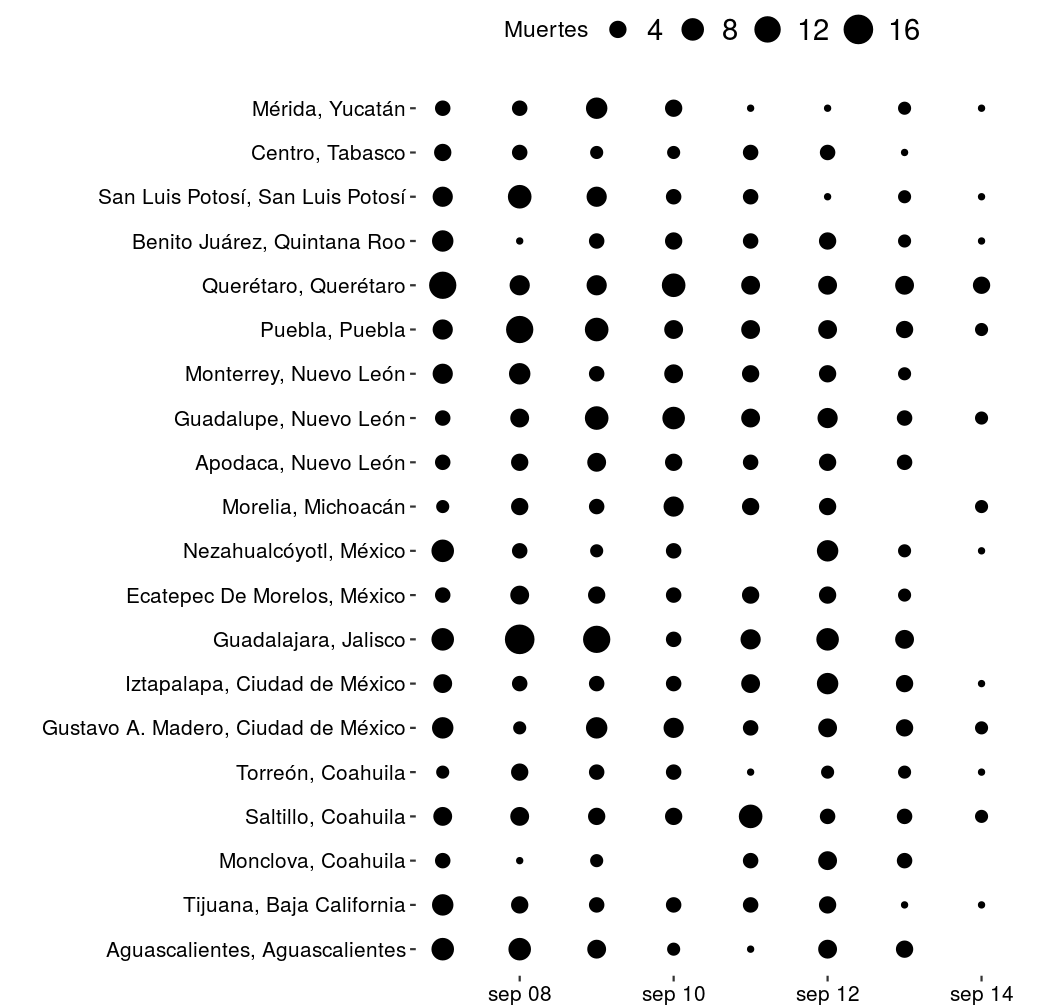 Muertes 4 8 12 16
Mérida, Yucatán
Centro, Tabasco
San Luis Potosí, San Luis Potosí
Benito Juárez, Quintana Roo
Querétaro, Querétaro
Puebla, Puebla
Monterrey, Nuevo León
Guadalupe, Nuevo León
Apodaca, Nuevo León
Morelia, Michoacán
Nezahualcóyotl, México
Ecatepec De Morelos, México
Guadalajara, Jalisco
Iztapalapa, Ciudad de México
Gustavo A. Madero, Ciudad de México
Torreón, Coahuila
Saltillo, Coahuila
Monclova, Coahuila
Tijuana, Baja California
Aguascalientes, Aguascalientes
sep 08 sep 10 sep 12 sep 14